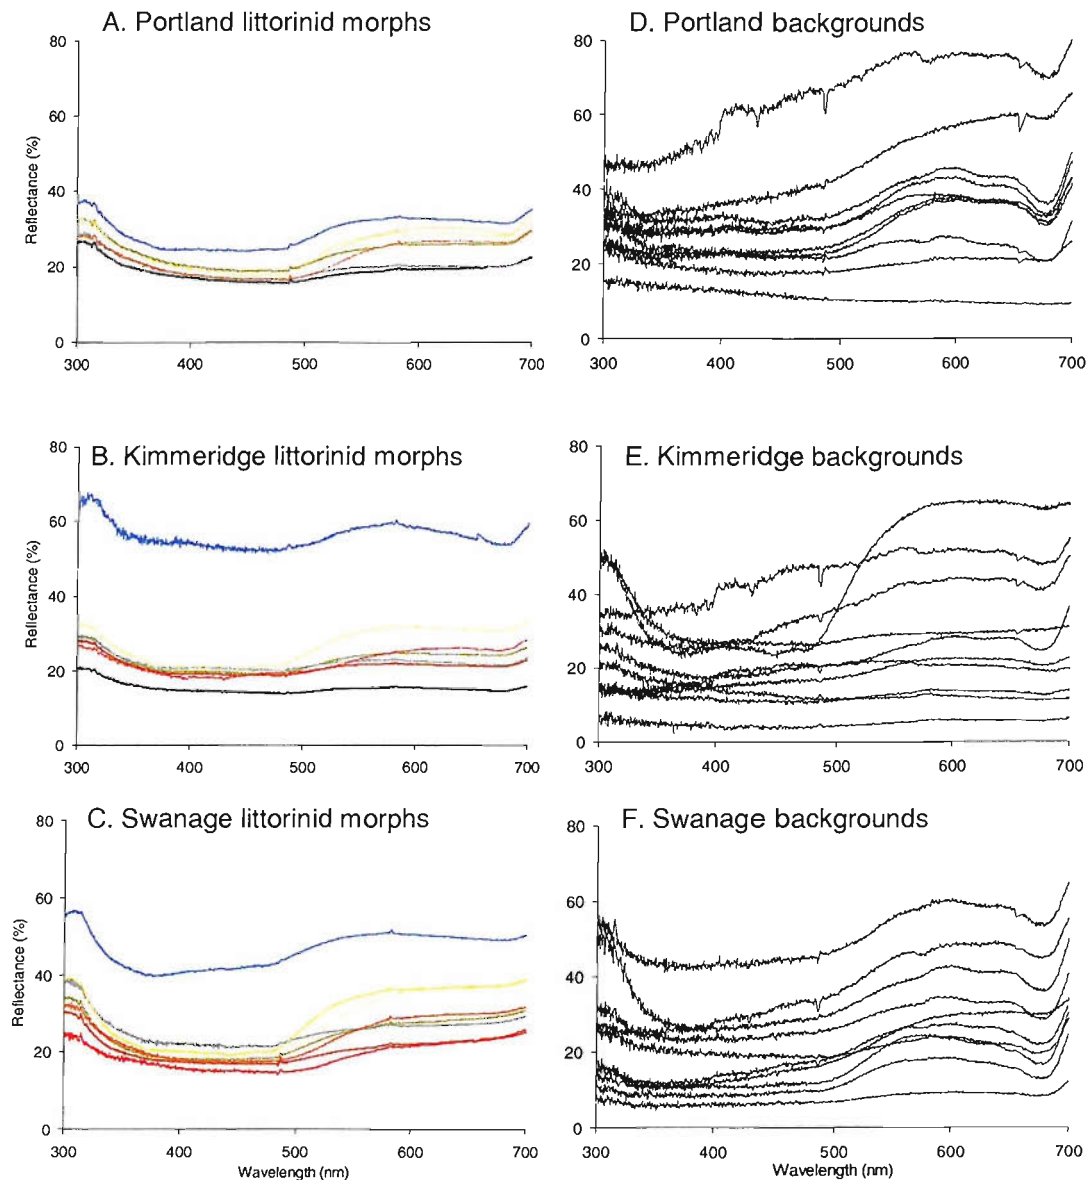 A. Portland littorinid morphs
80
60
40
20
0
Reflectance (%)
300 400 500 600 700
D. Portland backgrounds
80
60
40
20
0
300 400 500 600 700
B. Kimmeridge littorinid morphs
80
60
40
20
0
Reflectance (%)
300 400 500 600 700
E. Kimmeridge backgrounds
80
60
40
20
0
300 400 500 600 700
C. Swanage littorinid morphs
80
60
40
20
0
Reflectance (%)
300 400 500 600 700
Wavelength (nm)
F. Swanage backgrounds
80
60
40
20
0
300 400 500 600 700
Wavelength (nm)